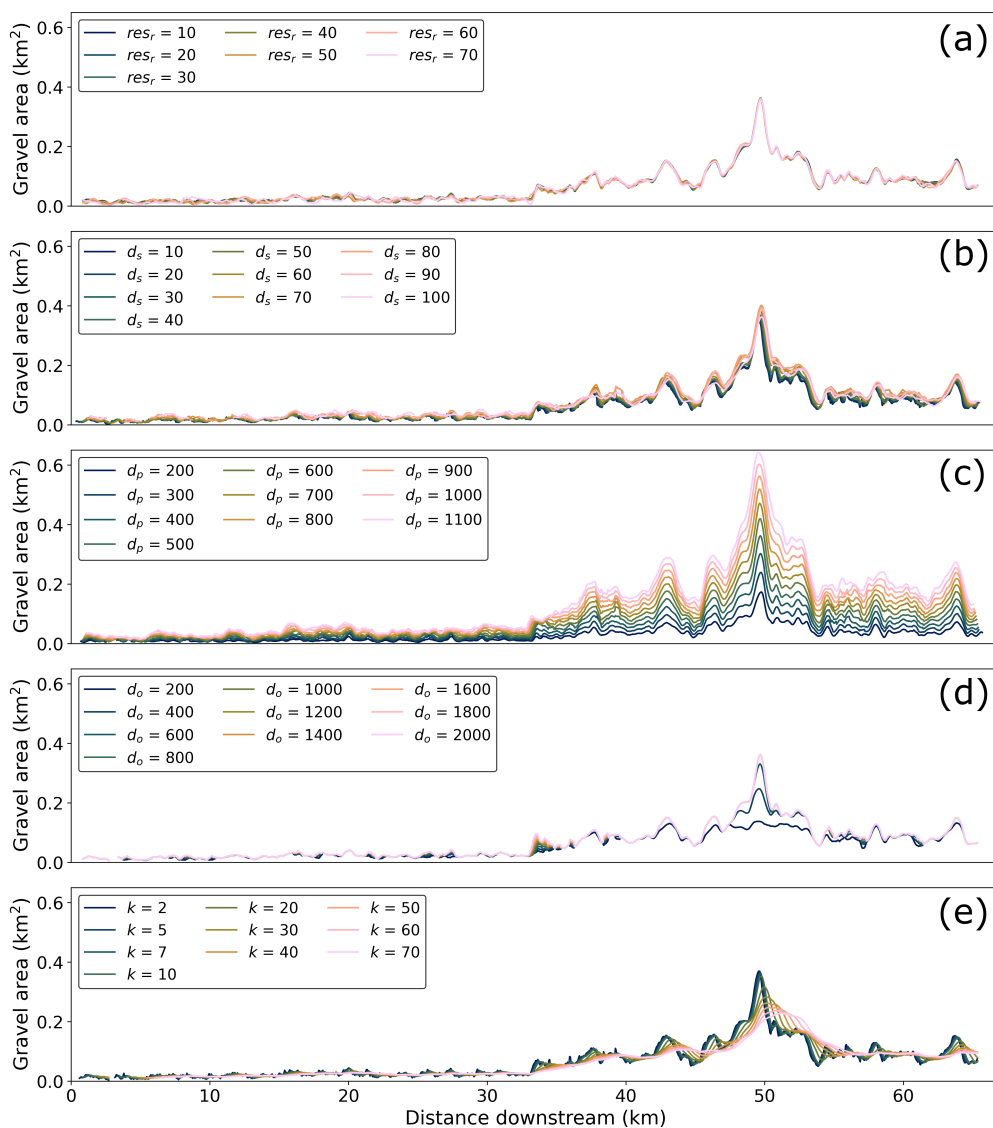 Gravel area (km²)
0.6
0.4
0.2
0.0
res_r = 10 res_r = 40 res_r = 60
res_r = 20 res_r = 50 res_r = 70
res_r = 30
(a)
Gravel area (km²)
0.6
0.4
0.2
0.0
d_s = 10 d_s = 50 d_s = 80
d_s = 20 d_s = 60 d_s = 90
d_s = 30 d_s = 70 d_s = 100
d_s = 40
(b)
Gravel area (km²)
0.6
0.4
0.2
0.0
d_p = 200 d_p = 600 d_p = 900
d_p = 300 d_p = 700 d_p = 1000
d_p = 400 d_p = 800 d_p = 1100
d_p = 500
(c)
Gravel area (km²)
0.6
0.4
0.2
0.0
d_o = 200 d_o = 1000 d_o = 1600
d_o = 400 d_o = 1200 d_o = 1800
d_o = 600 d_o = 1400 d_o = 2000
d_o = 800
(d)
Gravel area (km²)
0.6
0.4
0.2
0.0
k = 2 k = 20 k = 50
k = 5 k = 30 k = 60
k = 7 k = 40 k = 70
k = 10
(e)
0 10 20 30 40 50 60
Distance downstream (km)